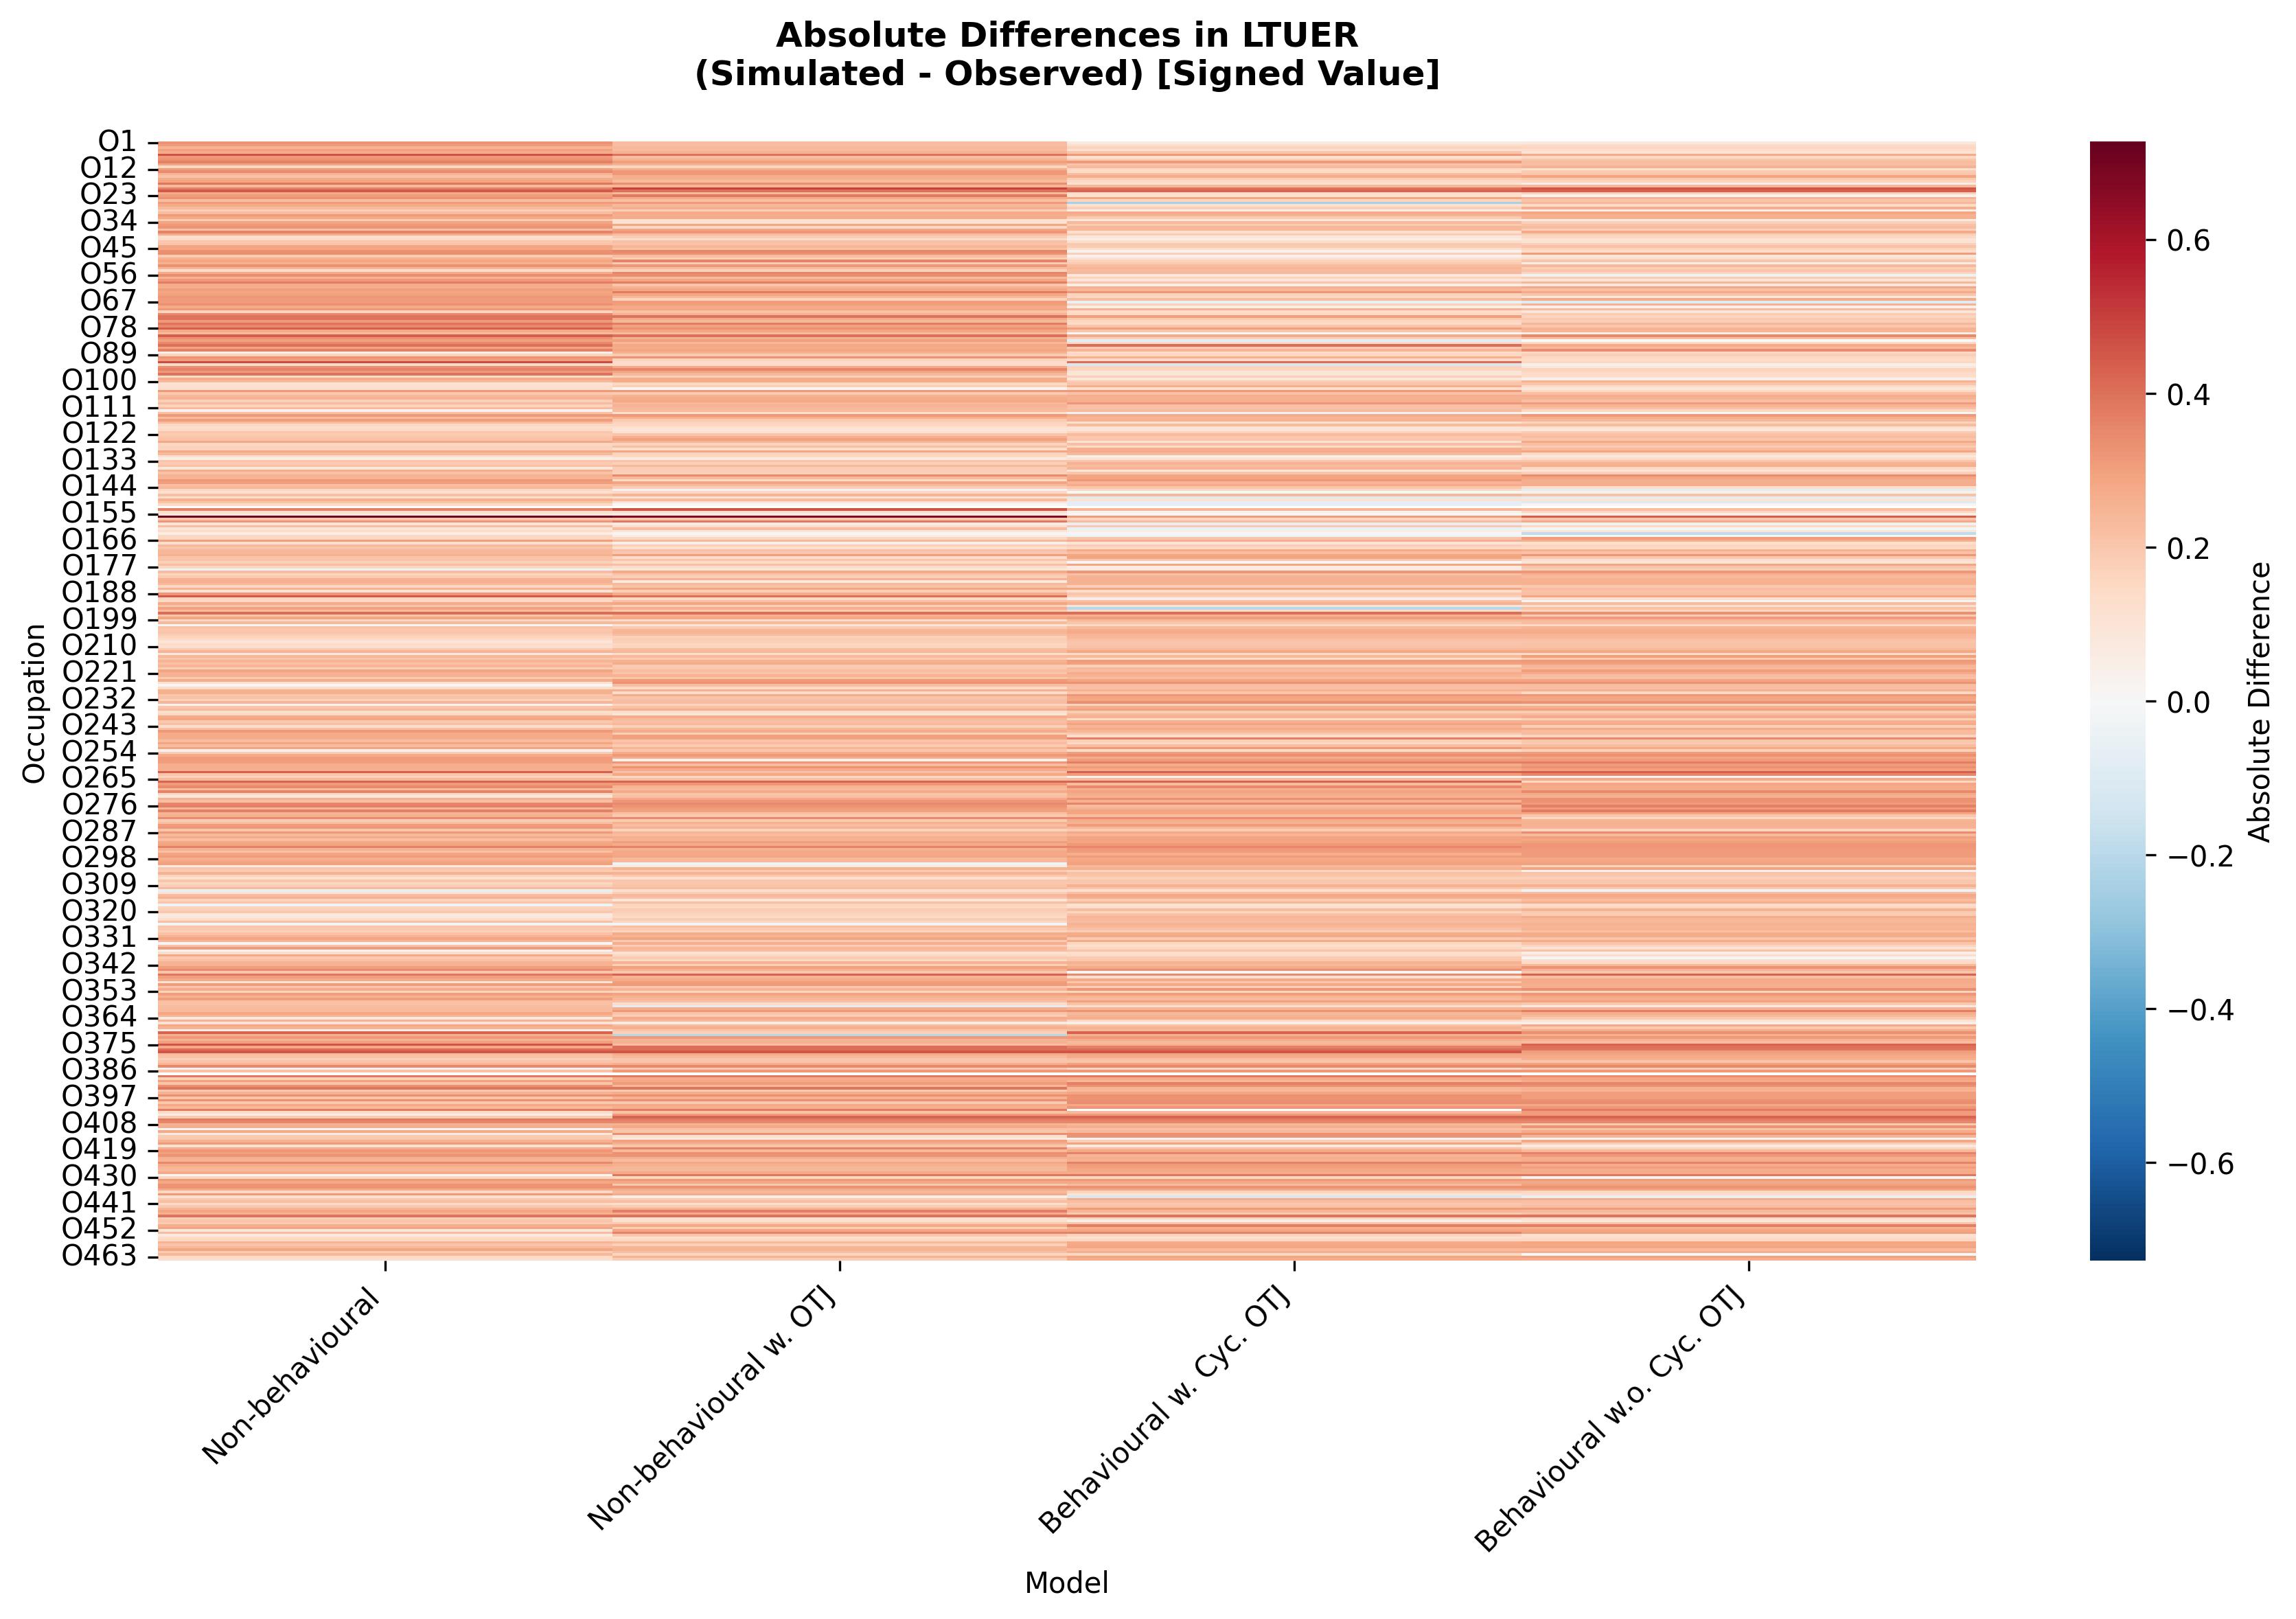 Absolute Differences in LTUER
(Simulated - Observed) [Signed Value]
O1
O12
O23
O34
O45
O56
O67
O78
O89
O100
O111
O122
O133
O144
O155
O166
O177
O188
O199
O210
O221
O232
O243
O254
O265
O276
O287
O298
O309
O320
O331
O342
O353
O364
O375
O386
O397
O408
O419
O430
O441
O452
O463
Occupation
Non-behavioural
Non-behavioural w. OTJ
Behavioural w. Cyc. OTJ
Behavioural w.o. Cyc. OTJ
Model
0.6
0.4
0.2
0.0
−0.2
−0.4
−0.6
Absolute Difference